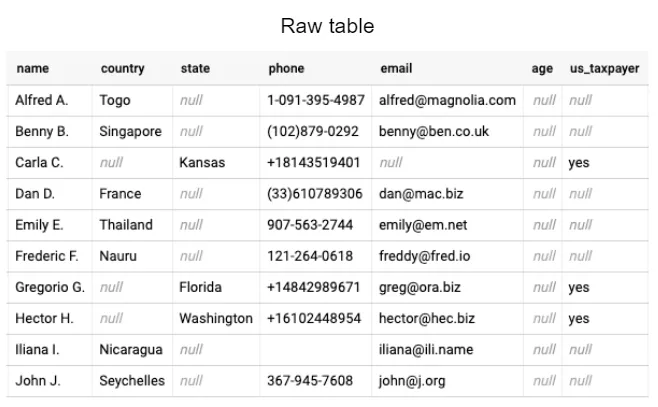 Raw table
name country state phone email age us_taxpayer
Alfred A. Togo null 1-091-395-4987 alfred@magnolia.com null null
Benny B. Singapore null (102)879-0292 benny@ben.co.uk null null
Carla C. null Kansas +18143519401 null null yes
Dan D. France null (33)610789306 dan@mac.biz null null
Emily E. Thailand null 907-563-2744 emily@em.net null null
Frederic F. Nauru null 121-264-0618 freddy@fred.io null null
Gregorio G. null Florida +14842989671 greg@ora.biz null yes
Hector H. null Washington +16102448954 hector@hec.biz null yes
Iliana I. Nicaragua null iliana@ili.name null null
John J. Seychelles null 367-945-7608 john@j.org null null